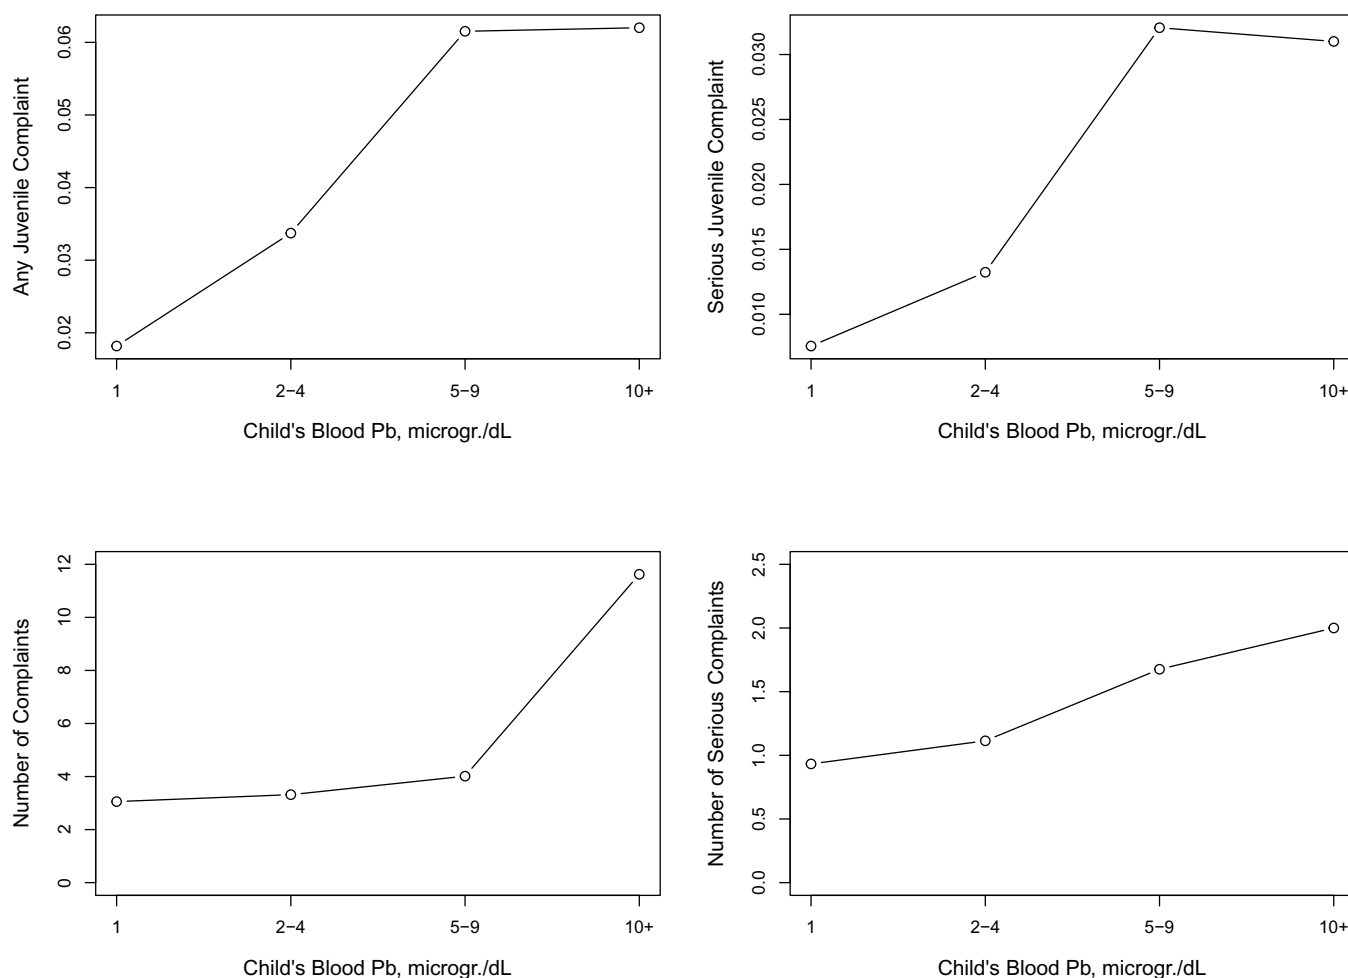 Any Juvenile Complaint
0.06
0.05
0.04
0.03
0.02
1 2−4 5−9 10+
Child's Blood Pb, microgr./dL
Serious Juvenile Complaint
0.030
0.025
0.020
0.015
0.010
1 2−4 5−9 10+
Child's Blood Pb, microgr./dL
Number of Complaints
12
10
8
6
4
2
0
1 2−4 5−9 10+
Child's Blood Pb, microgr./dL
Number of Serious Complaints
2.5
2.0
1.5
1.0
0.5
0.0
1 2−4 5−9 10+
Child's Blood Pb, microgr./dL